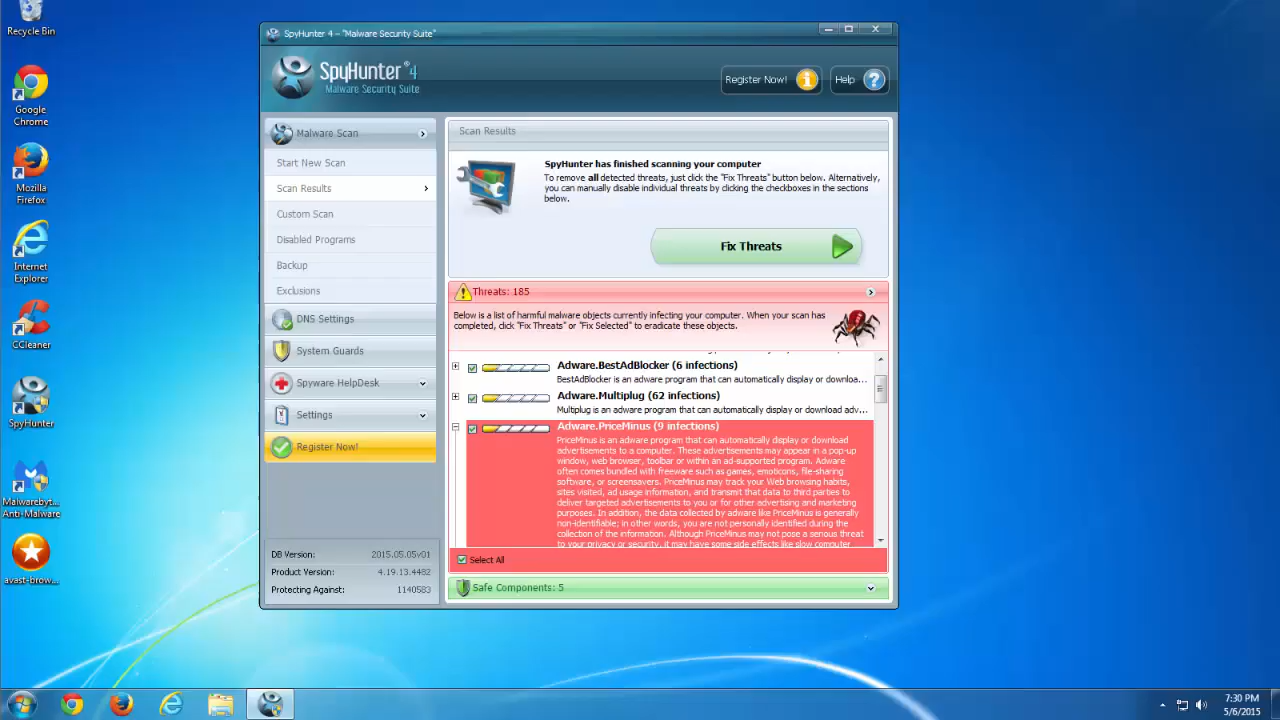 Recycle Bin
Google
Chrome
Mozilla
Firefox
Internet
Explorer
CCleaner
SpyHunter
Malwarebyt...
Anti-Malware
avast-brow...
SpyHunter 4 – "Malware Security Suite"
SpyHunter® 4
Malware Security Suite
Register Now!
Help
Malware Scan
Start New Scan
Scan Results
Custom Scan
Disabled Programs
Backup
Exclusions
DNS Settings
System Guards
Spyware HelpDesk
Settings
Register Now!
DB Version: 2015.05.05v01
Product Version: 4.19.13.4482
Protecting Against: 1140583
Scan Results
SpyHunter has finished scanning your computer
To remove all detected threats, just click the "Fix Threats" button below. Alternatively,
you can manually disable individual threats by clicking the checkboxes in the sections
below.
Fix Threats
Threats: 185
Below is a list of harmful malware objects currently infecting your computer. When your scan has
completed, click "Fix Threats" or "Fix Selected" to eradicate these objects.
Adware.BestAdBlocker (6 infections)
BestAdBlocker is an adware program that can automatically display or downloa...
Adware.Multiplug (62 infections)
Multiplug is an adware program that can automatically display or download adv...
Adware.PriceMinus (9 infections)
PriceMinus is an adware program that can automatically display or download
advertisements to a computer. These advertisements may appear in a pop-up
window, web browser, toolbar or within an ad-supported program. Adware
often comes bundled with freeware such as games, emoticons, file-sharing
software, or screensavers. PriceMinus may track your Web browsing habits,
sites visited, ad usage information, and transmit that data to third parties to
deliver targeted advertisements to you or for other advertising and marketing
purposes. In addition, the data collected by adware like PriceMinus is generally
non-identifiable; in other words, you are not personally identified during the
collection of the information. Although PriceMinus may not pose a serious threat
to your privacy or security, it may have some side effects like slow computer
Select All
Safe Components: 5
7:30 PM
5/6/2015